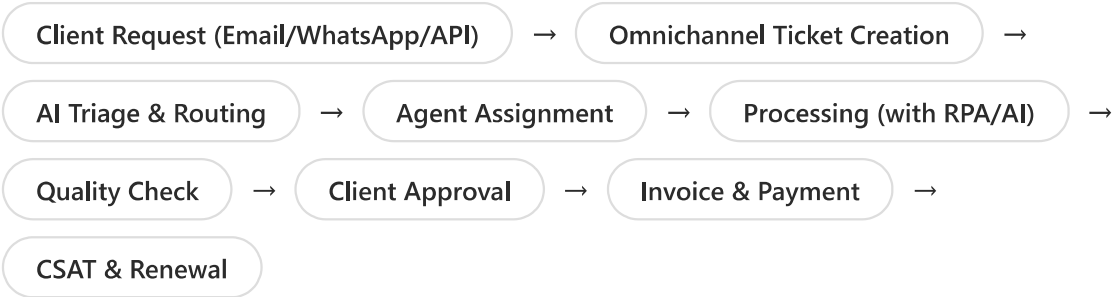 Client Request (Email/WhatsApp/API) → Omnichannel Ticket Creation →
AI Triage & Routing → Agent Assignment → Processing (with RPA/AI) →
Quality Check → Client Approval → Invoice & Payment →
CSAT & Renewal